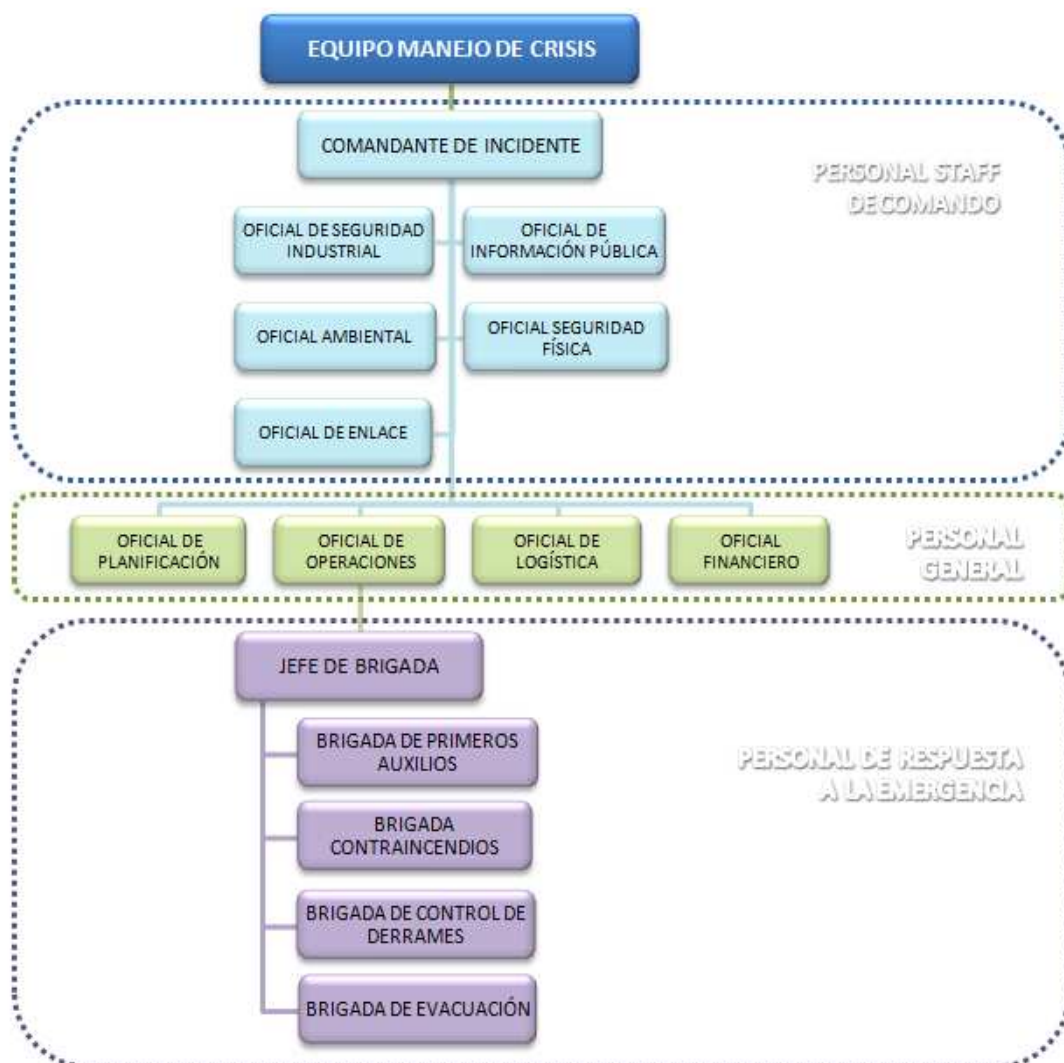 EQUIPO MANEJO DE CRISIS
COMANDANTE DE INCIDENTE
PERSONAL STAFF
DE COMANDO
OFICIAL DE SEGURIDAD
INDUSTRIAL
OFICIAL DE
INFORMACIÓN PÚBLICA
OFICIAL AMBIENTAL
OFICIAL SEGURIDAD
FÍSICA
OFICIAL DE ENLACE
OFICIAL DE
PLANIFICACIÓN
OFICIAL DE
OPERACIONES
OFICIAL DE
LOGÍSTICA
OFICIAL
FINANCIERO
PERSONAL
GENERAL
JEFE DE BRIGADA
BRIGADA DE PRIMEROS
AUXILIOS
PERSONAL DE RESPUESTA
A LA EMERGENCIA
BRIGADA
CONTRAINCENDIOS
BRIGADA DE CONTROL DE
DERRAMES
BRIGADA DE EVACUACIÓN